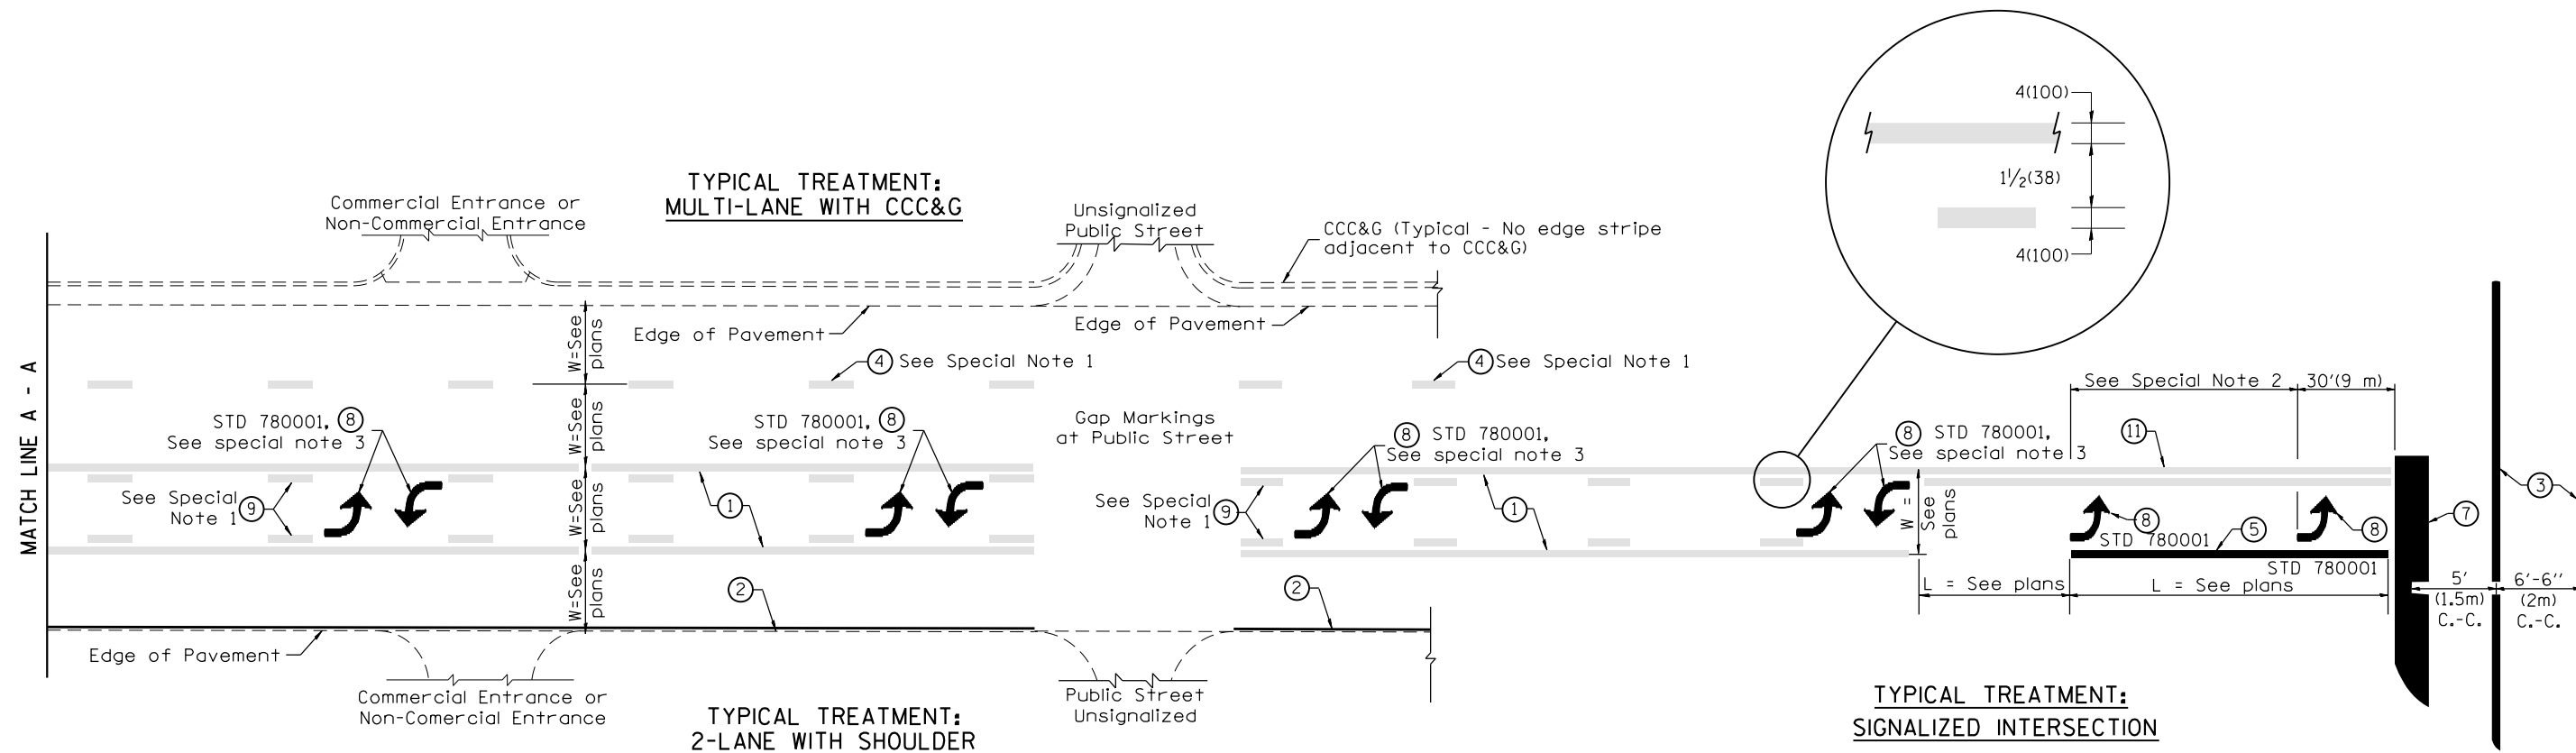 4(100)
1 1/2(38)
4(100)
TYPICAL TREATMENT:
MULTI-LANE WITH CCC&G
Commercial Entrance or
Non-Commercial Entrance
Unsignalized
Public Street
CCC&G (Typical - No edge stripe
adjacent to CCC&G)
Edge of Pavement
Edge of Pavement
MATCH LINE A - A
W=See
plans
W=See
plans
W=See
plans
W=See
plans
4 See Special Note 1
4 See Special Note 1
See Special Note 2
30'(9 m)
STD 780001, 8
See special note 3
STD 780001, 8
See special note 3
Gap Markings
at Public Street
8 STD 780001,
See special note 3
8 STD 780001,
See special note 3
11
See Special
Note 1
9
1
See Special
Note 1
9
1
W =
See
plans
8
STD 780001
5
8
STD 780001
7
3
2
2
L = See plans
L = See plans
5'
(1.5m)
C.-C.
6'-6"
(2m)
C.-C.
Edge of Pavement
Commercial Entrance or
Non-Comercial Entrance
Public Street
Unsignalized
TYPICAL TREATMENT:
2-LANE WITH SHOULDER
TYPICAL TREATMENT:
SIGNALIZED INTERSECTION